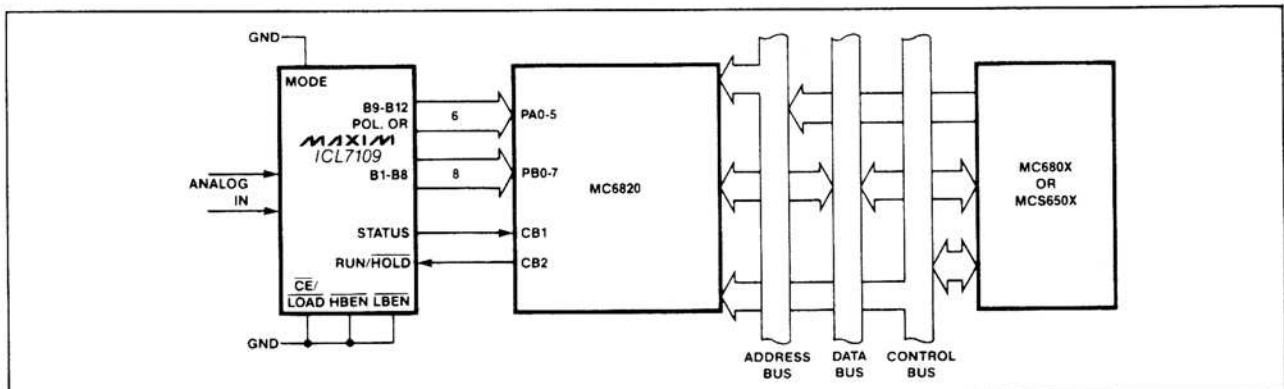 GND
MODE
B9-B12
POL. OR
6
PA0-5
MAXIM
ICL7109
B1-B8
8
PB0-7
ANALOG
IN
MC6820
MC680X
OR
MCS650X
STATUS
CB1
RUN/HOLD
CB2
CE/
LOAD HBEN LBEN
GND
ADDRESS
BUS
DATA
BUS
CONTROL
BUS